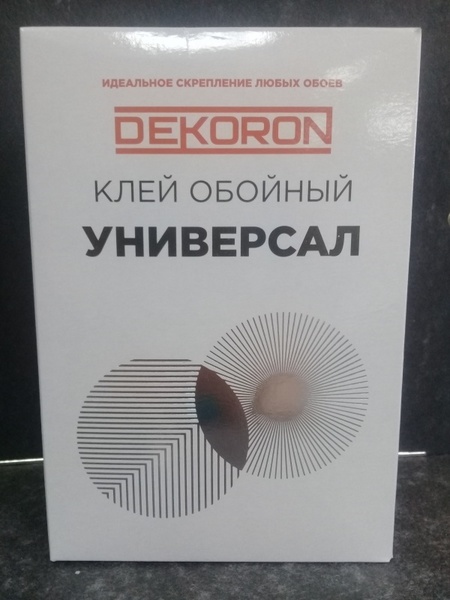 ИДЕАЛЬНОЕ СКРЕПЛЕНИЕ ЛЮБЫХ ОБОЕВ
DEKORON
КЛЕЙ ОБОЙНЫЙ
УНИВЕРСАЛ